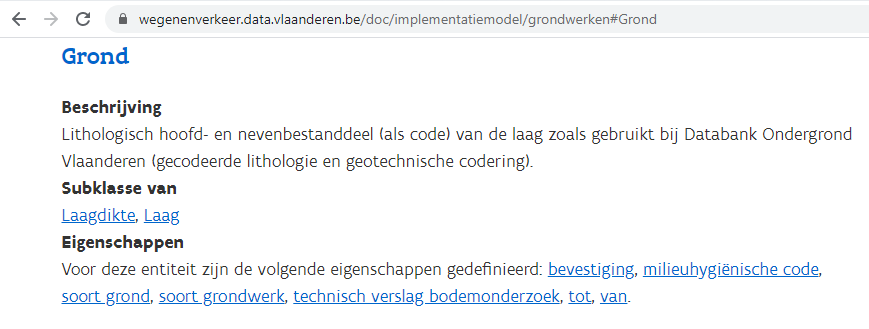 wegenenverkeer.data.vlaanderen.be/doc/implementatiemodel/grondwerken#Grond
Grond
Beschrijving
Lithologisch hoofd- en nevenbestanddeel (als code) van de laag zoals gebruikt bij Databank Ondergrond
Vlaanderen (gecodeerde lithologie en geotechnische codering).
Subklasse van
Laagdikte, Laag
Eigenschappen
Voor deze entiteit zijn de volgende eigenschappen gedefinieerd: bevestiging, milieuhygiënische code,
soort grond, soort grondwerk, technisch verslag bodemonderzoek, tot, van.